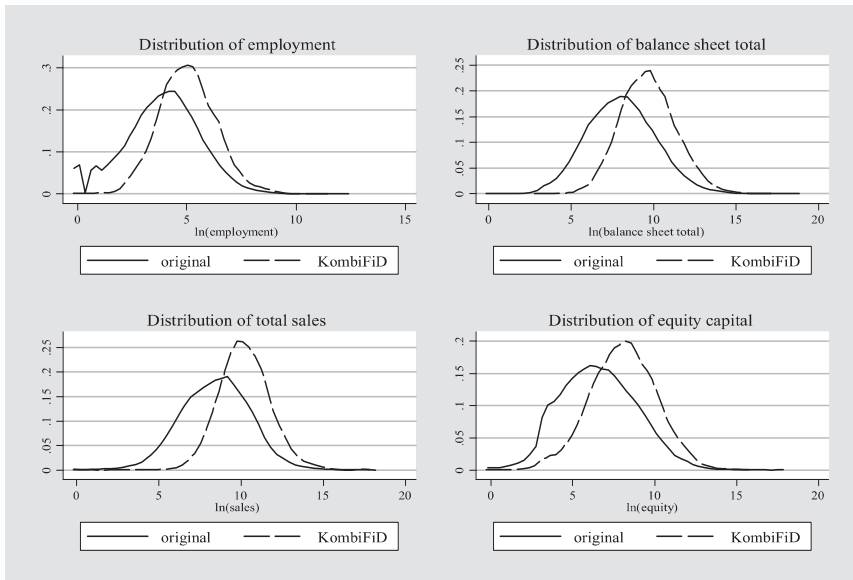 Distribution of employment
.3
.2
.1
0
0 5 10 15
ln(employment)
original KombiFiD
Distribution of balance sheet total
.25
.2
.15
.1
.05
0
0 5 10 15 20
ln(balance sheet total)
original KombiFiD
Distribution of total sales
.25
.2
.15
.1
.05
0
0 5 10 15 20
ln(sales)
original KombiFiD
Distribution of equity capital
.2
.15
.1
.05
0
0 5 10 15 20
ln(equity)
original KombiFiD